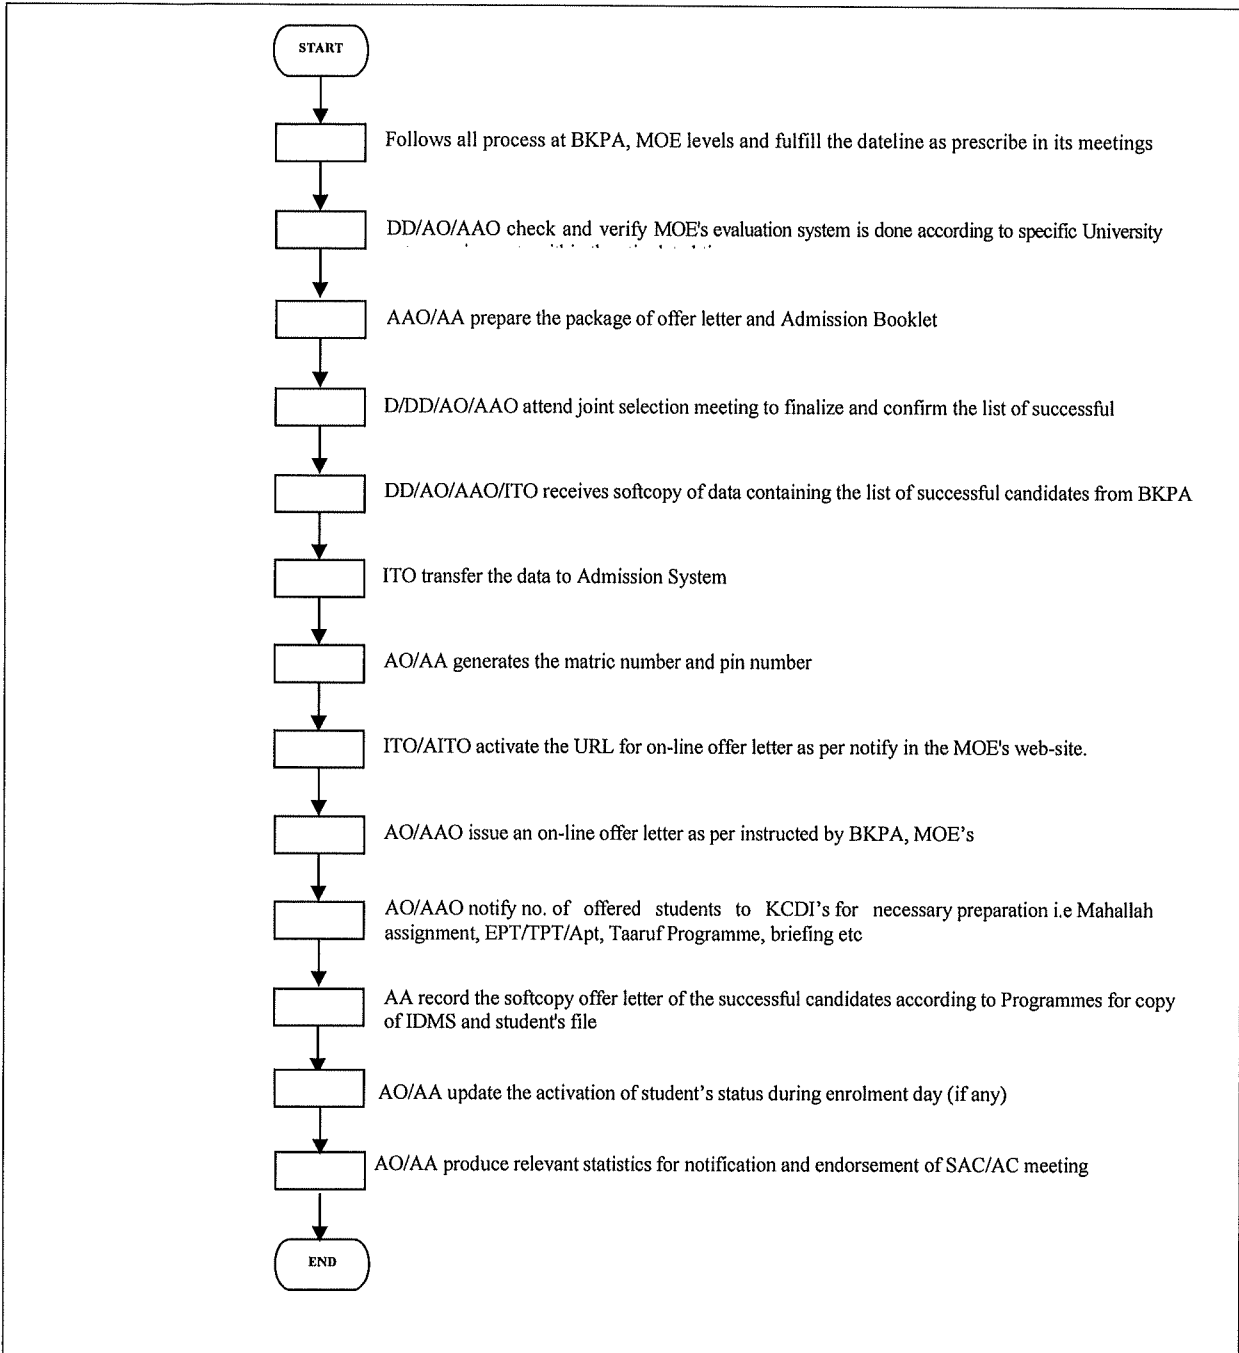 START
Follows all process at BKPA, MOE levels and fulfill the dateline as prescribe in its meetings
DD/AO/AAO check and verify MOE's evaluation system is done according to specific University
AAO/AA prepare the package of offer letter and Admission Booklet
D/DD/AO/AAO attend joint selection meeting to finalize and confirm the list of successful
DD/AO/AAO/ITO receives softcopy of data containing the list of successful candidates from BKPA
ITO transfer the data to Admission System
AO/AA generates the matric number and pin number
ITO/AITO activate the URL for on-line offer letter as per notify in the MOE's web-site.
AO/AAO issue an on-line offer letter as per instructed by BKPA, MOE's
AO/AAO notify no. of offered students to KCDI's for necessary preparation i.e Mahallah
assignment, EPT/TPT/Apt, Taaruf Programme, briefing etc
AA record the softcopy offer letter of the successful candidates according to Programmes for copy
of IDMS and student's file
AO/AA update the activation of student's status during enrolment day (if any)
AO/AA produce relevant statistics for notification and endorsement of SAC/AC meeting
END